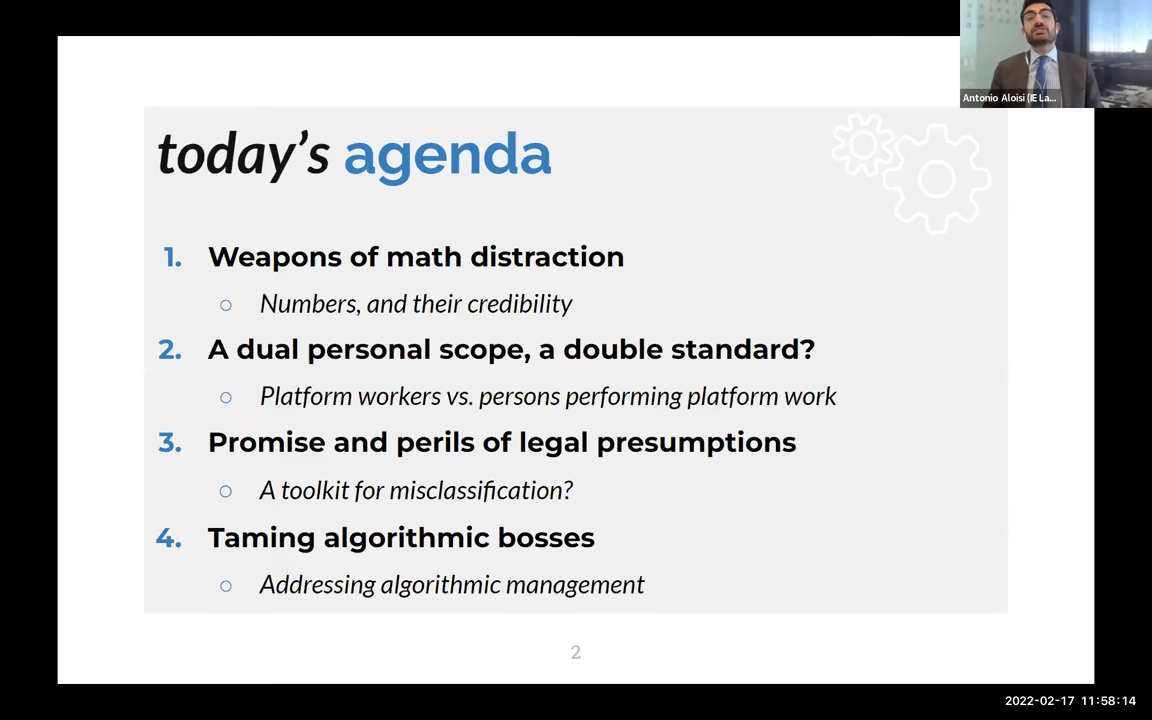 Antonio Aloisi (IE La...
today’s agenda
1. Weapons of math distraction
○ Numbers, and their credibility
2. A dual personal scope, a double standard?
○ Platform workers vs. persons performing platform work
3. Promise and perils of legal presumptions
○ A toolkit for misclassification?
4. Taming algorithmic bosses
○ Addressing algorithmic management
2
2022-02-17 11:58:14